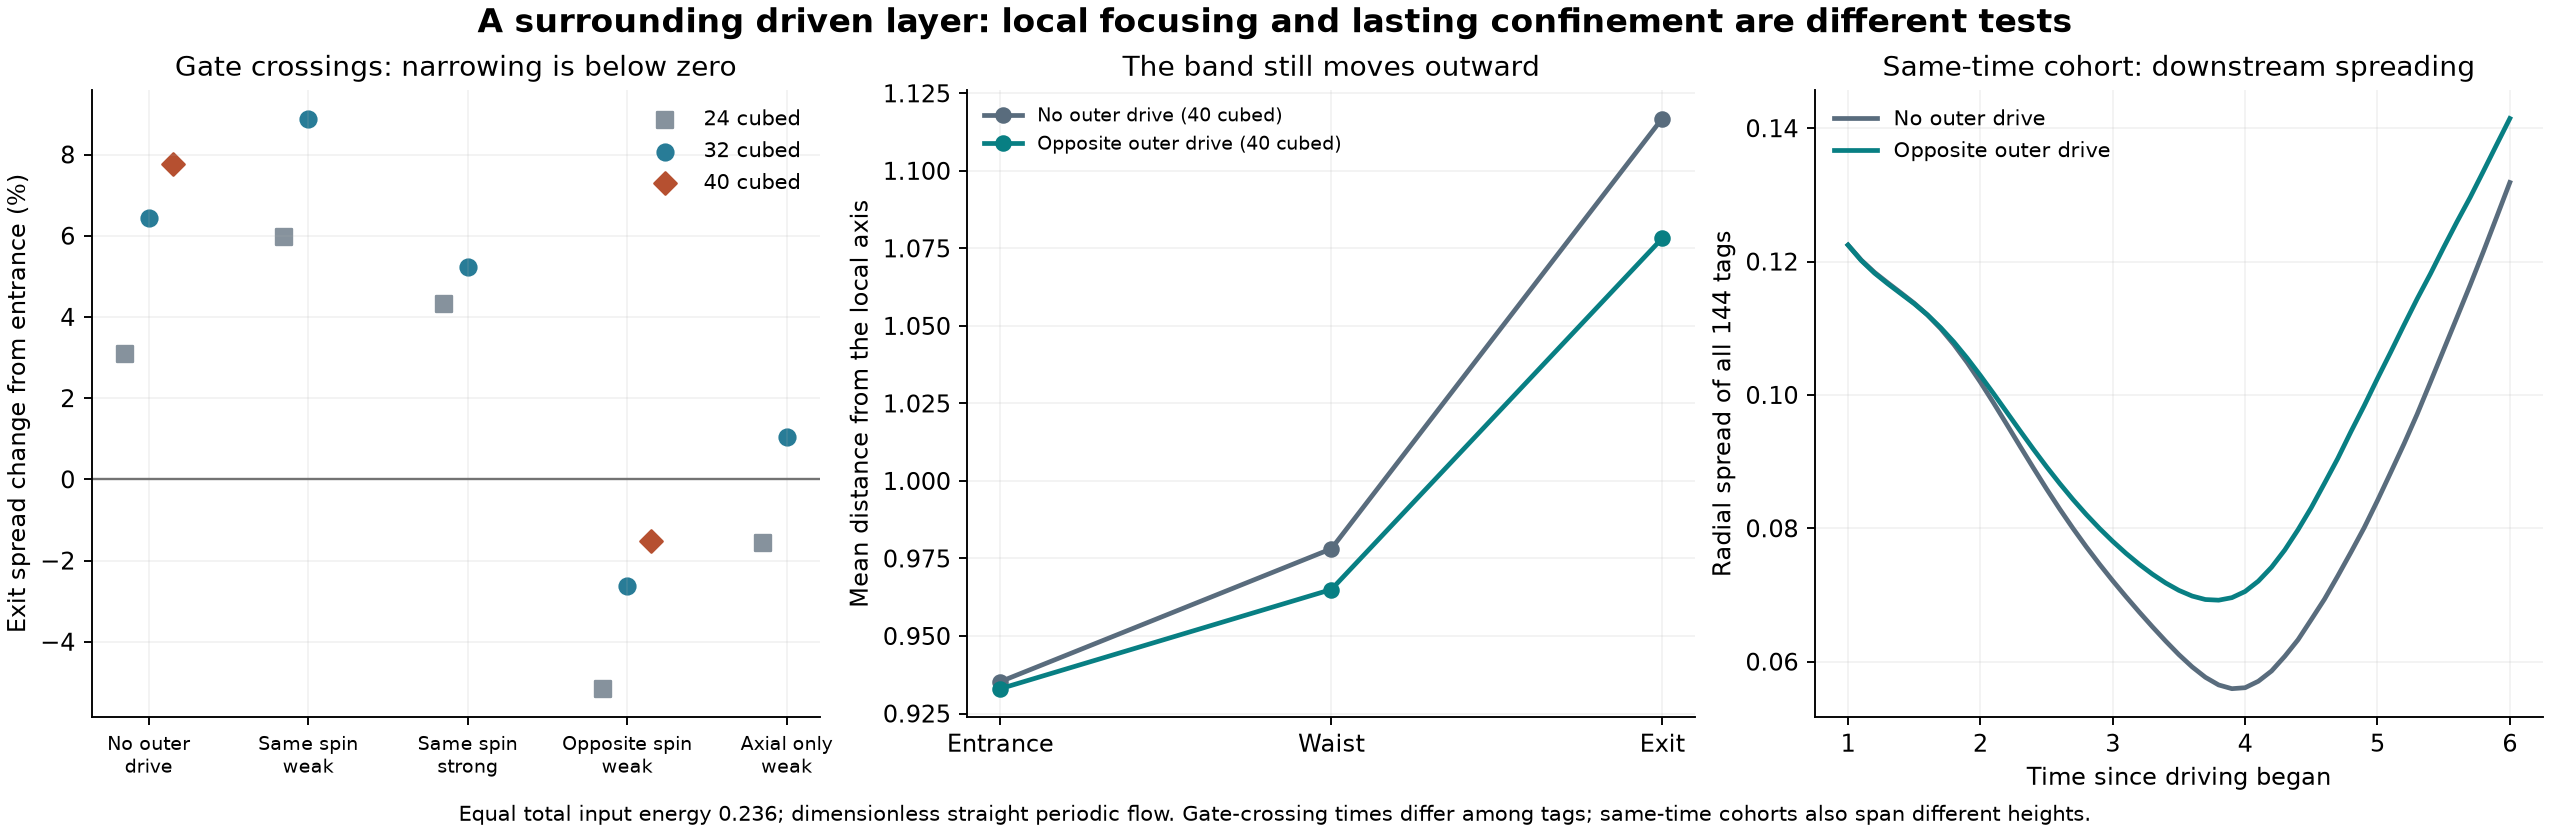 A surrounding driven layer: local focusing and lasting confinement are different tests
Gate crossings: narrowing is below zero
Exit spread change from entrance (%)
8
6
4
2
0
−2
−4
24 cubed
32 cubed
40 cubed
No outer
drive
Same spin
weak
Same spin
strong
Opposite spin
weak
Axial only
weak
The band still moves outward
Mean distance from the local axis
1.125
1.100
1.075
1.050
1.025
1.000
0.975
0.950
0.925
No outer drive (40 cubed)
Opposite outer drive (40 cubed)
Entrance
Waist
Exit
Same-time cohort: downstream spreading
Radial spread of all 144 tags
0.14
0.12
0.10
0.08
0.06
No outer drive
Opposite outer drive
1
2
3
4
5
6
Time since driving began
Equal total input energy 0.236; dimensionless straight periodic flow. Gate-crossing times differ among tags; same-time cohorts also span different heights.